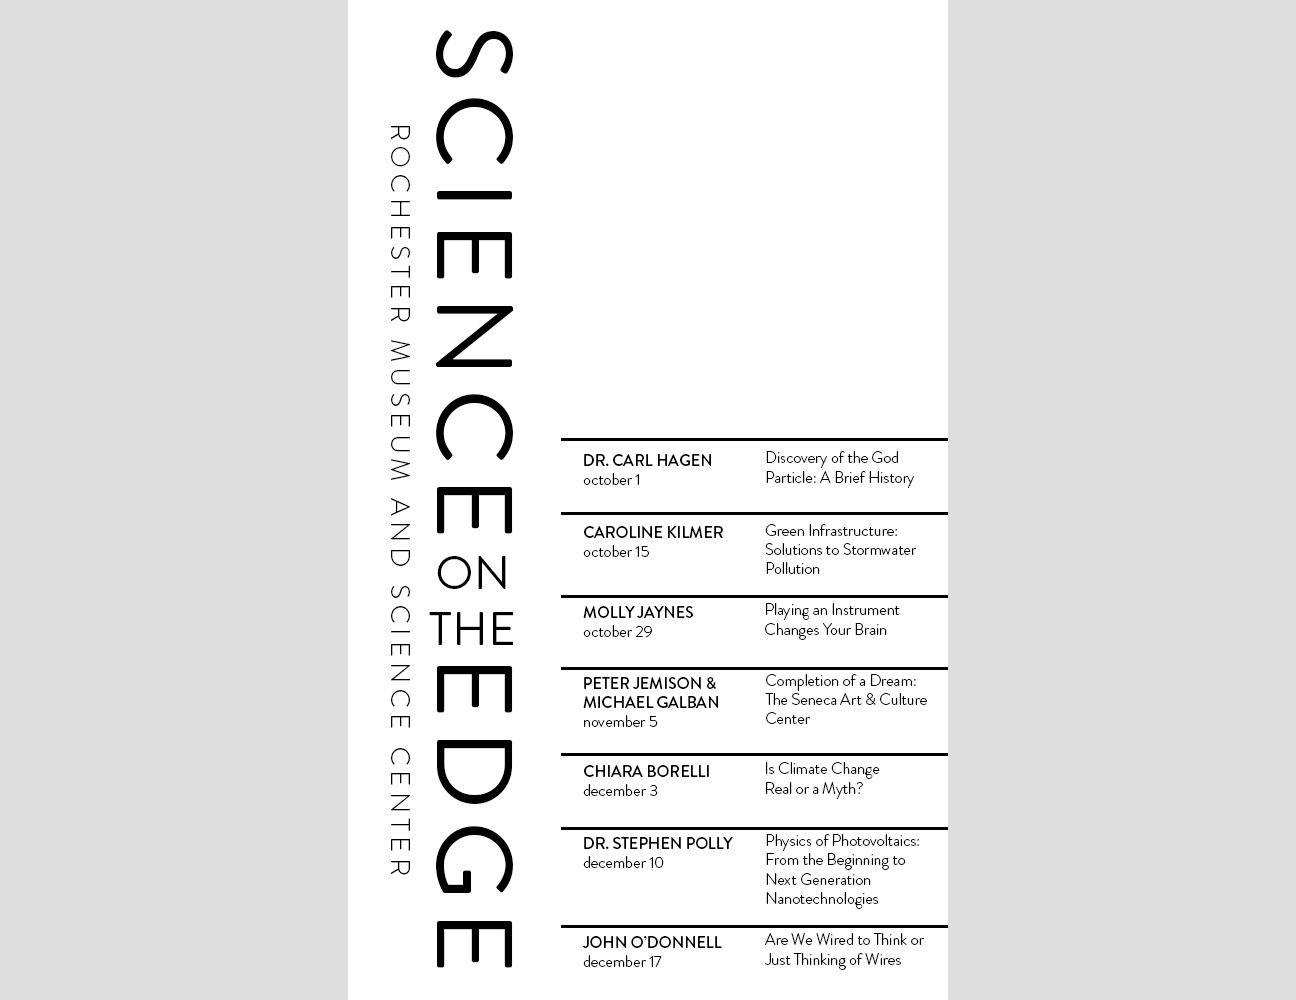 ROCHESTER MUSEUM AND SCIENCE CENTER
SCIENCE
ON
THE
EDGE
DR. CARL HAGEN
october 1
Discovery of the God
Particle: A Brief History
CAROLINE KILMER
october 15
Green Infrastructure:
Solutions to Stormwater
Pollution
MOLLY JAYNES
october 29
Playing an Instrument
Changes Your Brain
PETER JEMISON &
MICHAEL GALBAN
november 5
Completion of a Dream:
The Seneca Art & Culture
Center
CHIARA BORELLI
december 3
Is Climate Change
Real or a Myth?
DR. STEPHEN POLLY
december 10
Physics of Photovoltaics:
From the Beginning to
Next Generation
Nanotechnologies
JOHN O'DONNELL
december 17
Are We Wired to Think or
Just Thinking of Wires